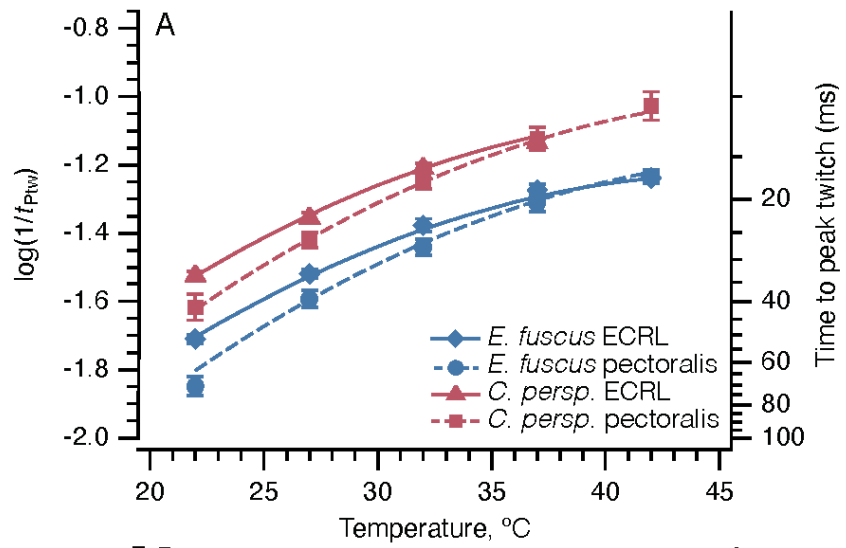 A
-0.8
-1.0
-1.2
-1.4
-1.6
-1.8
-2.0
log(1/tPtw)
20
40
60
80
100
Time to peak twitch (ms)
E. fuscus ECRL
E. fuscus pectoralis
C. persp. ECRL
C. persp. pectoralis
20 25 30 35 40 45
Temperature, ºC